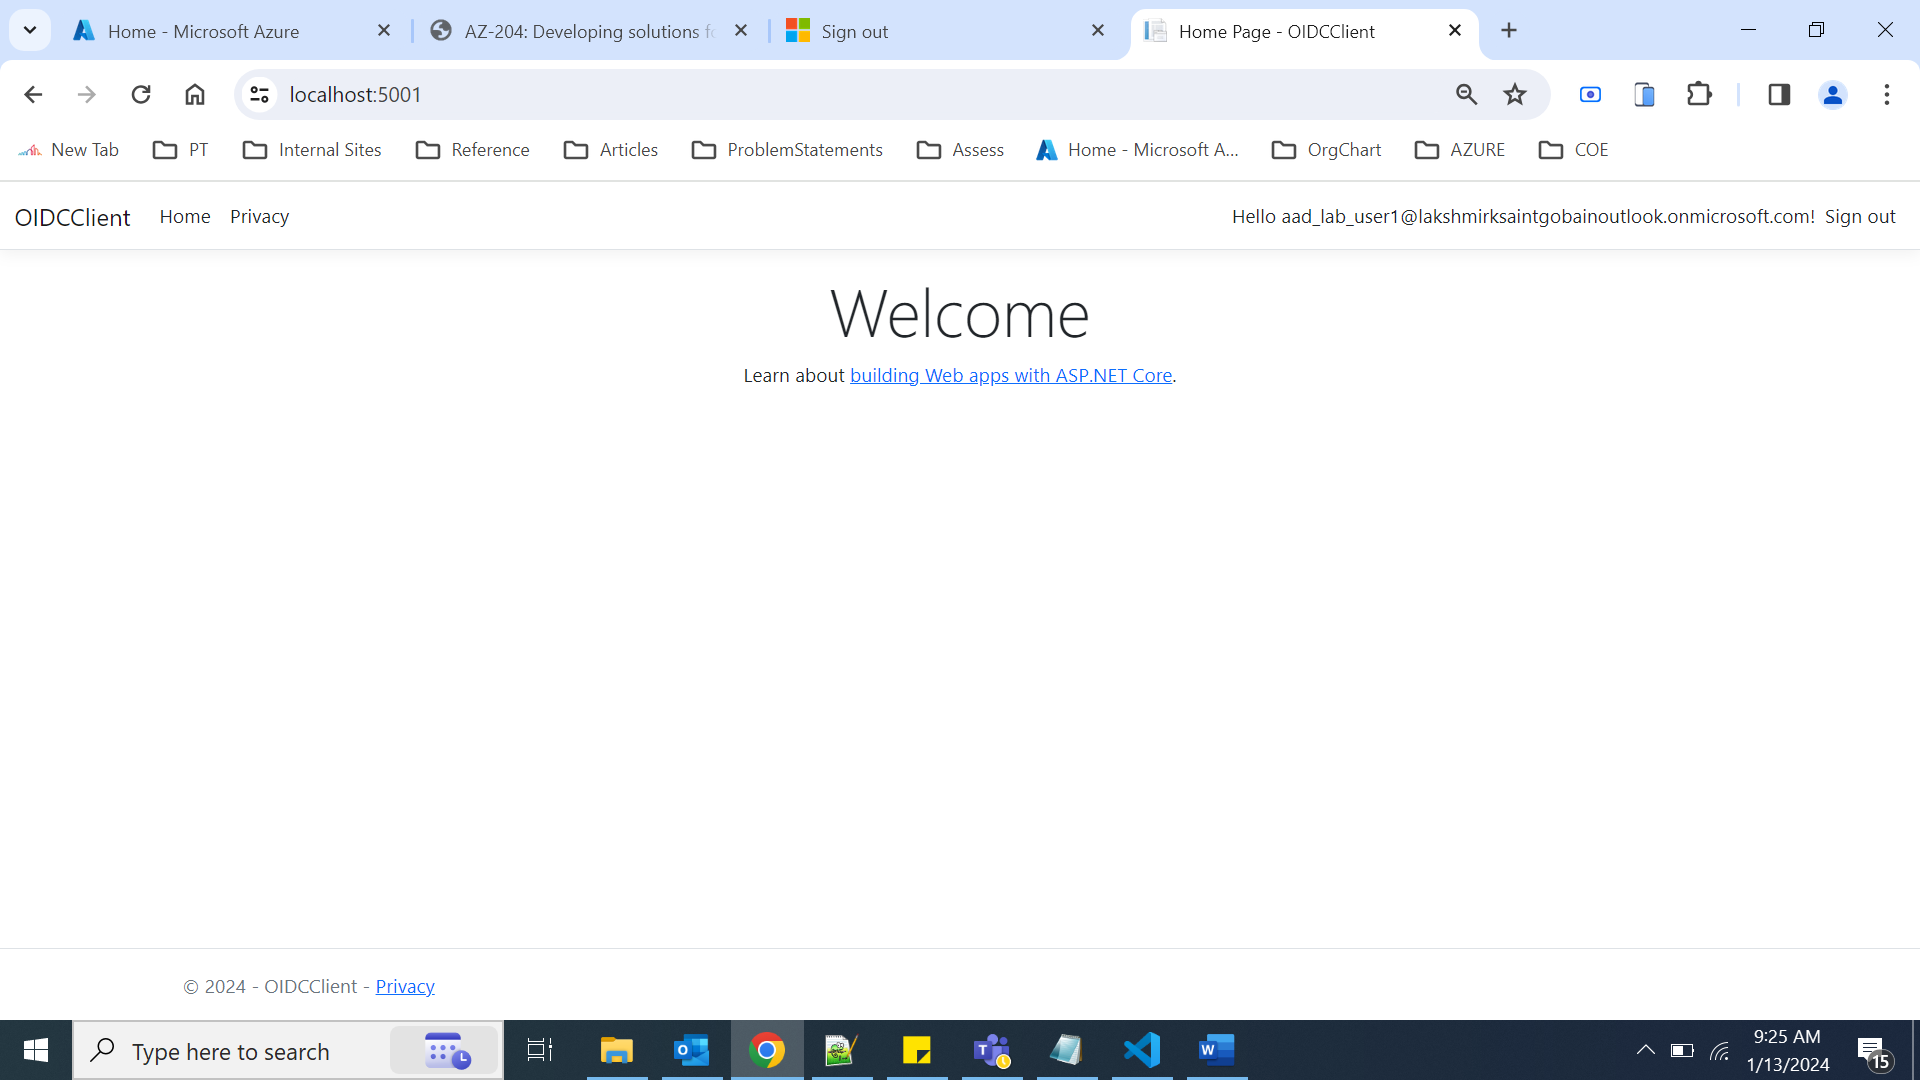 Home - Microsoft Azure
AZ-204: Developing solutions fo
Sign out
Home Page - OIDCClient
localhost:5001
New Tab
PT
Internal Sites
Reference
Articles
ProblemStatements
Assess
Home - Microsoft A...
OrgChart
AZURE
COE
OIDCClient
Home
Privacy
Hello aad_lab_user1@lakshmirksaintgobainoutlook.onmicrosoft.com!
Sign out
Welcome
Learn about building Web apps with ASP.NET Core.
© 2024 - OIDCClient - Privacy
Type here to search
9:25 AM
1/13/2024
15